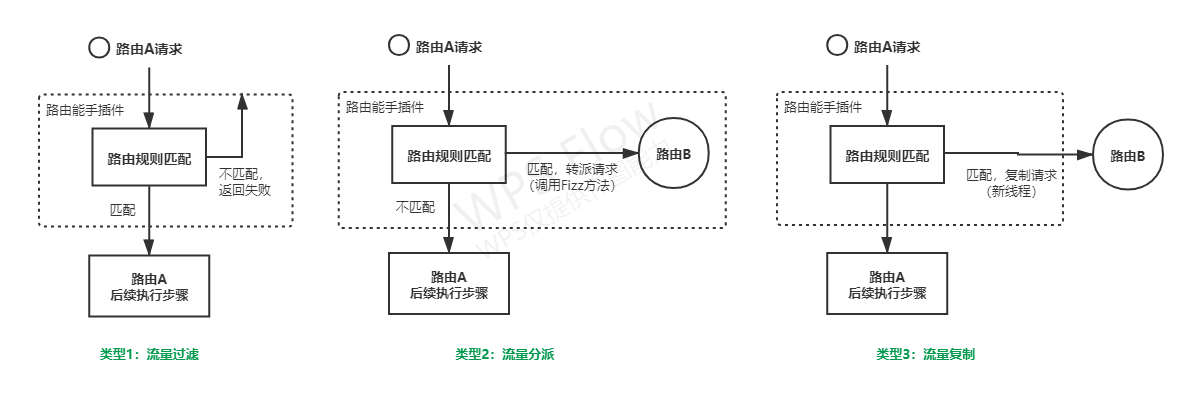 路由A请求
路由能手插件
路由规则匹配
不匹配，
返回失败
匹配
路由A
后续执行步骤
类型1：流量过滤
路由A请求
路由能手插件
路由规则匹配
路由B
匹配，转派请求
（调用Fizz方法）
不匹配
路由A
后续执行步骤
类型2：流量分派
路由A请求
路由能手插件
路由规则匹配
路由B
匹配，复制请求
（新线程）
路由A
后续执行步骤
类型3：流量复制
WPS Flow